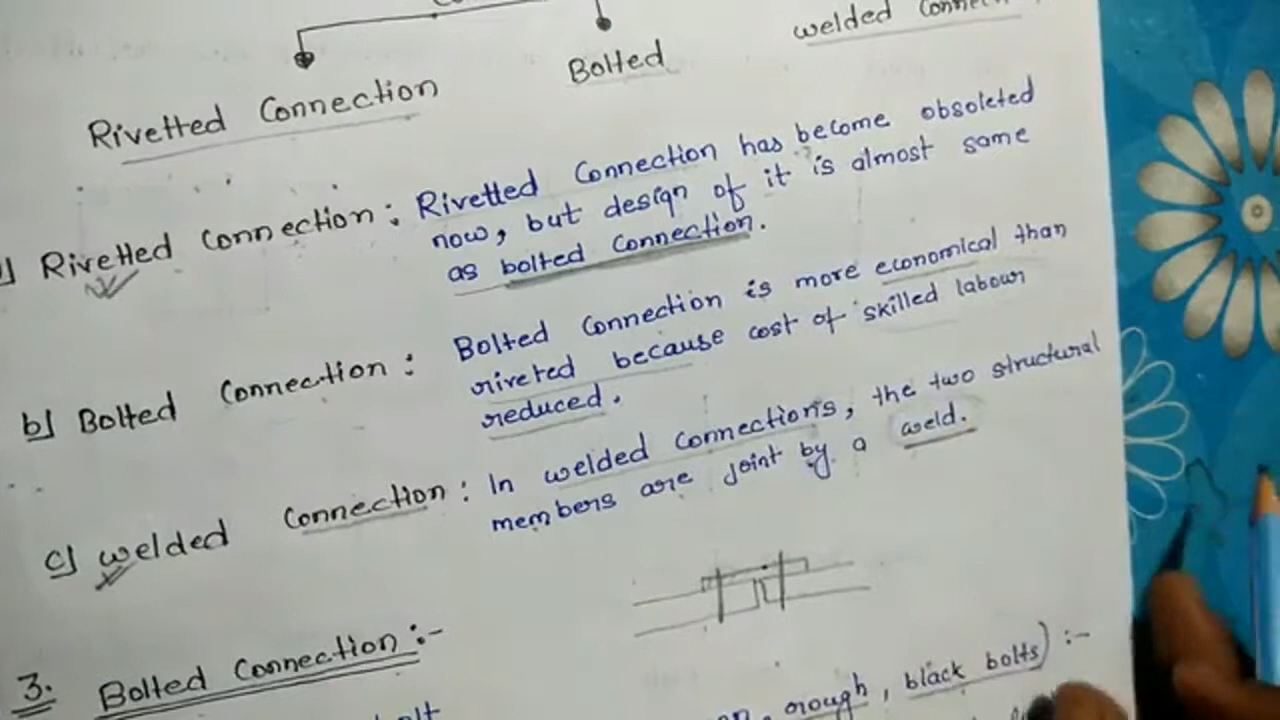 welded
Bolted
Rivetted Connection
Rivetted Connection : Rivetted Connection has become obsoleted
now, but design of it is almost same
as bolted connection.
b] Bolted Connection : Bolted Connection is more economical than
riveted because cost of skilled labour
reduced.
c] welded Connection : In welded connections, the two structural
members are joint by a weld.
3. Bolted Connection :-
rough, black bolts) :-